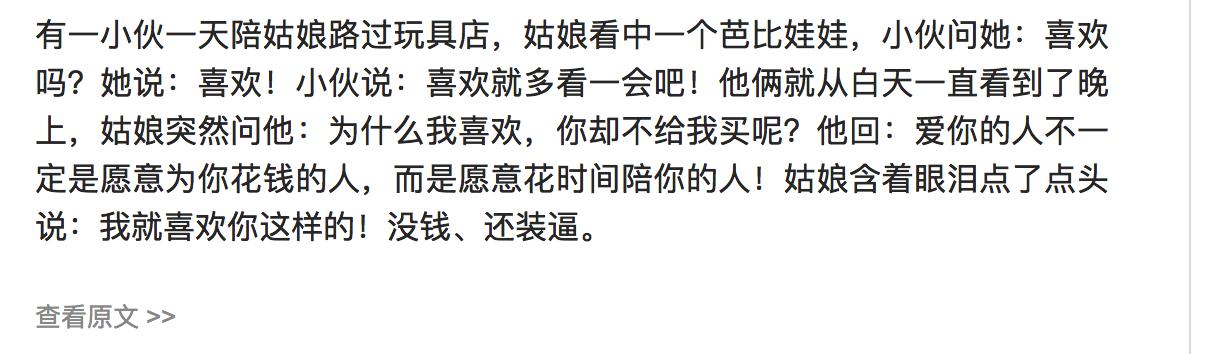 有一小伙一天陪姑娘路过玩具店，姑娘看中一个芭比娃娃，小伙问她：喜欢
吗？她说：喜欢！小伙说：喜欢就多看一会吧！他俩就从白天一直看到了晚
上，姑娘突然问他：为什么我喜欢，你却不给我买呢？他回：爱你的人不一
定是愿意为你花钱的人，而是愿意花时间陪你的人！姑娘含着眼泪点了点头
说：我就喜欢你这样的！没钱、还装逼。
查看原文 >>